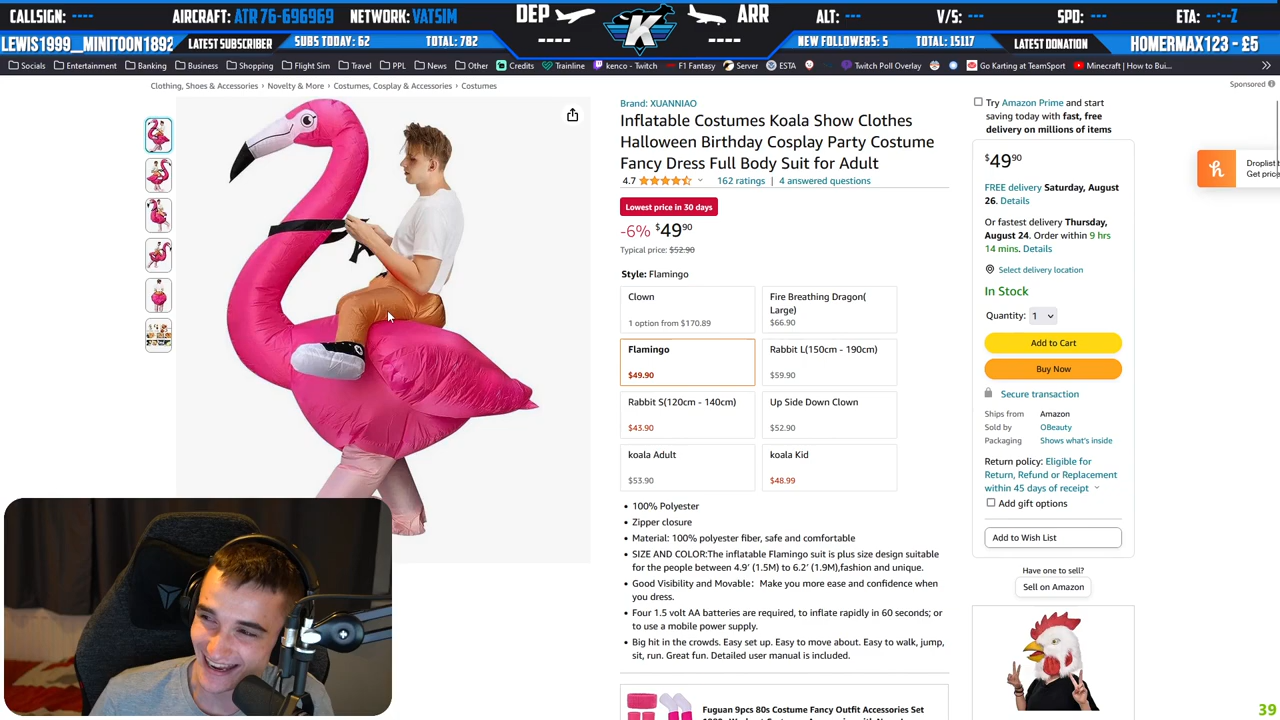 CALLSIGN: ----
AIRCRAFT: ATR 76-696969
NETWORK: VATSIM
DEP
----
K
ARR
----
ALT: ---
V/S: ---
SPD: ---
ETA: --:--Z
LEWIS1999__MINITOON1892
LATEST SUBSCRIBER
SUBS TODAY: 62
TOTAL: 782
NEW FOLLOWERS: 5
TOTAL: 15117
LATEST DONATION
HOMERMAX123 - £5
Socials
Entertainment
Banking
Business
Shopping
Flight Sim
Travel
PPL
News
Other
Credits
Trainline
kenco - Twitch
F1 Fantasy
Server
ESTA
Twitch Poll Overlay
Go Karting at TeamSport
Minecraft | How to Bui...
Clothing, Shoes & Accessories › Novelty & More › Costumes, Cosplay & Accessories › Costumes
Sponsored
Brand: XUANNIAO
Inflatable Costumes Koala Show Clothes
Halloween Birthday Cosplay Party Costume
Fancy Dress Full Body Suit for Adult
4.7
162 ratings | 4 answered questions
Lowest price in 30 days
-6% $49.90
Typical price: $52.90
Style: Flamingo
Clown
1 option from $170.89
Fire Breathing Dragon(
Large)
$66.90
Flamingo
$49.90
Rabbit L(150cm - 190cm)
$59.90
Rabbit S(120cm - 140cm)
$43.90
Up Side Down Clown
$52.90
koala Adult
$53.90
koala Kid
$48.99
• 100% Polyester
• Zipper closure
• Material: 100% polyester fiber, safe and comfortable
• SIZE AND COLOR:The inflatable Flamingo suit is plus size design suitable
for the people between 4.9' (1.5M) to 6.2' (1.9M),fashion and unique.
• Good Visibility and Movable：Make you more ease and confidence when
you dress.
• Four 1.5 volt AA batteries are required, to inflate rapidly in 60 seconds; or
to use a mobile power supply.
• Big hit in the crowds. Easy set up. Easy to move about. Easy to walk, jump,
sit, run. Great fun. Detailed user manual is included.
Fuguan 9pcs 80s Costume Fancy Outfit Accessories Set
Try Amazon Prime and start
saving today with fast, free
delivery on millions of items
$49.90
FREE delivery Saturday, August
26. Details
Or fastest delivery Thursday,
August 24. Order within 9 hrs
14 mins. Details
Select delivery location
In Stock
Quantity: 1
Add to Cart
Buy Now
Secure transaction
Ships from Amazon
Sold by OBeauty
Packaging Shows what's inside
Return policy: Eligible for
Return, Refund or Replacement
within 45 days of receipt
Add gift options
Add to Wish List
Have one to sell?
Sell on Amazon
Droplist
Get price
39